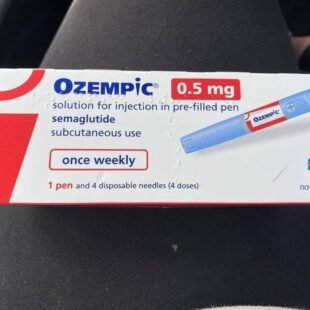 OZEMPIC® 0.5 mg
solution for injection in pre-filled pen
semaglutide
subcutaneous use
OZEMPIC
once weekly
1 pen and 4 disposable needles (4 doses)